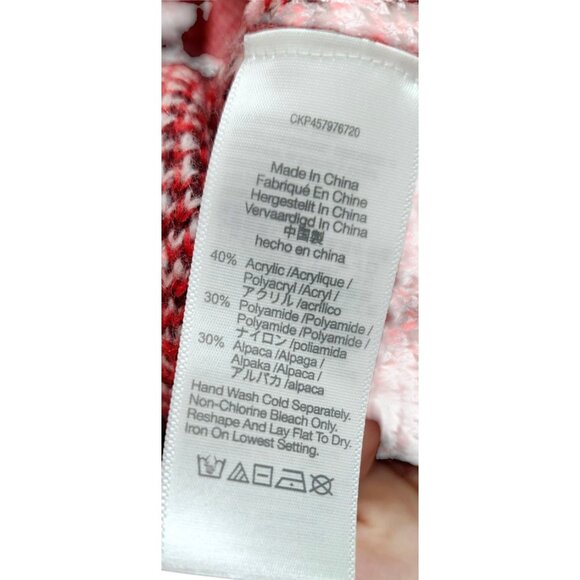 CKP457976720
Made In China
Fabriqué En Chine
Hergestellt In China
Vervaardigd In China
中国製
hecho en china
40% Acrylic /Acrylique /
Polyacryl /Acryl /
アクリル /acrílico
30% Polyamide /Polyamide /
Polyamide /Polyamide /
ナイロン /poliamida
30% Alpaca /Alpaga /
Alpaka /Alpaca /
アルパカ /alpaca
Hand Wash Cold Separately.
Non-Chlorine Bleach Only.
Reshape And Lay Flat To Dry.
Iron On Lowest Setting.